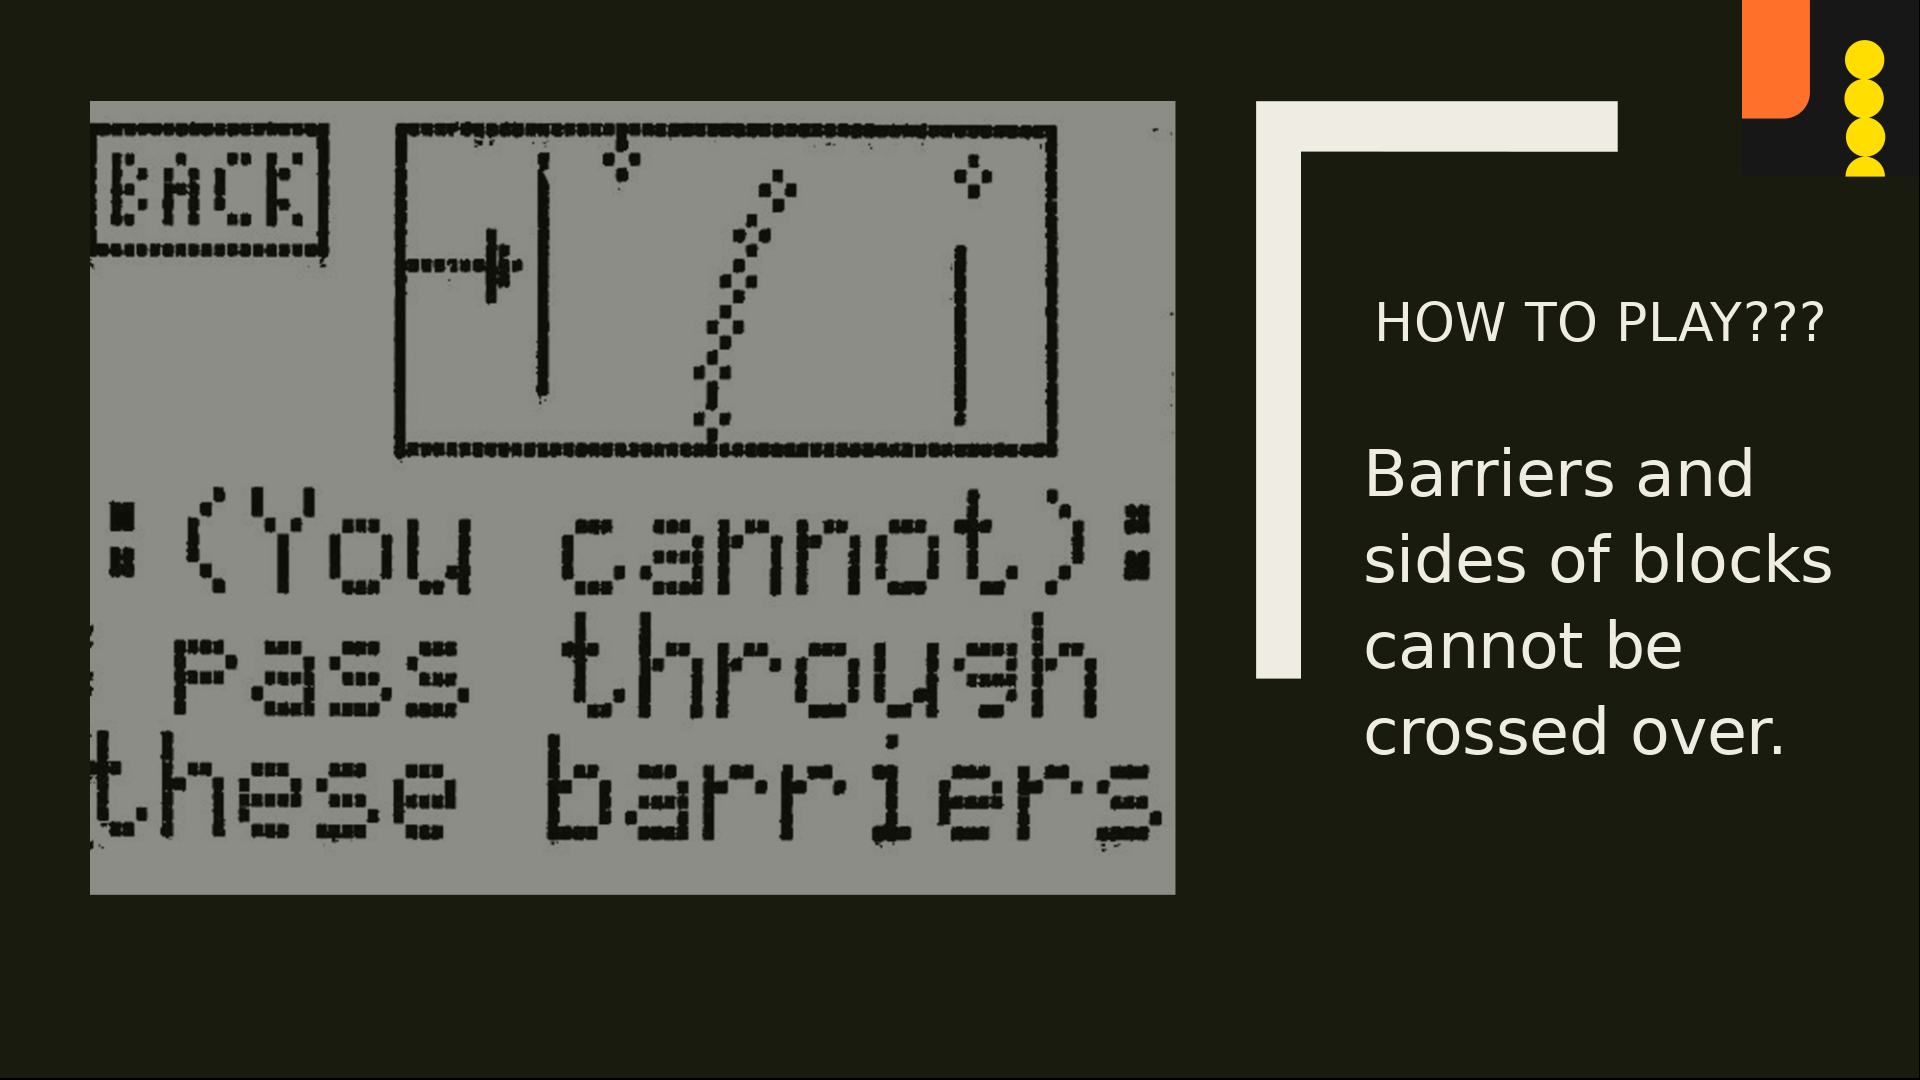 BACK
:(You cannot):
pass through
these barriers
HOW TO PLAY???
Barriers and
sides of blocks
cannot be
crossed over.